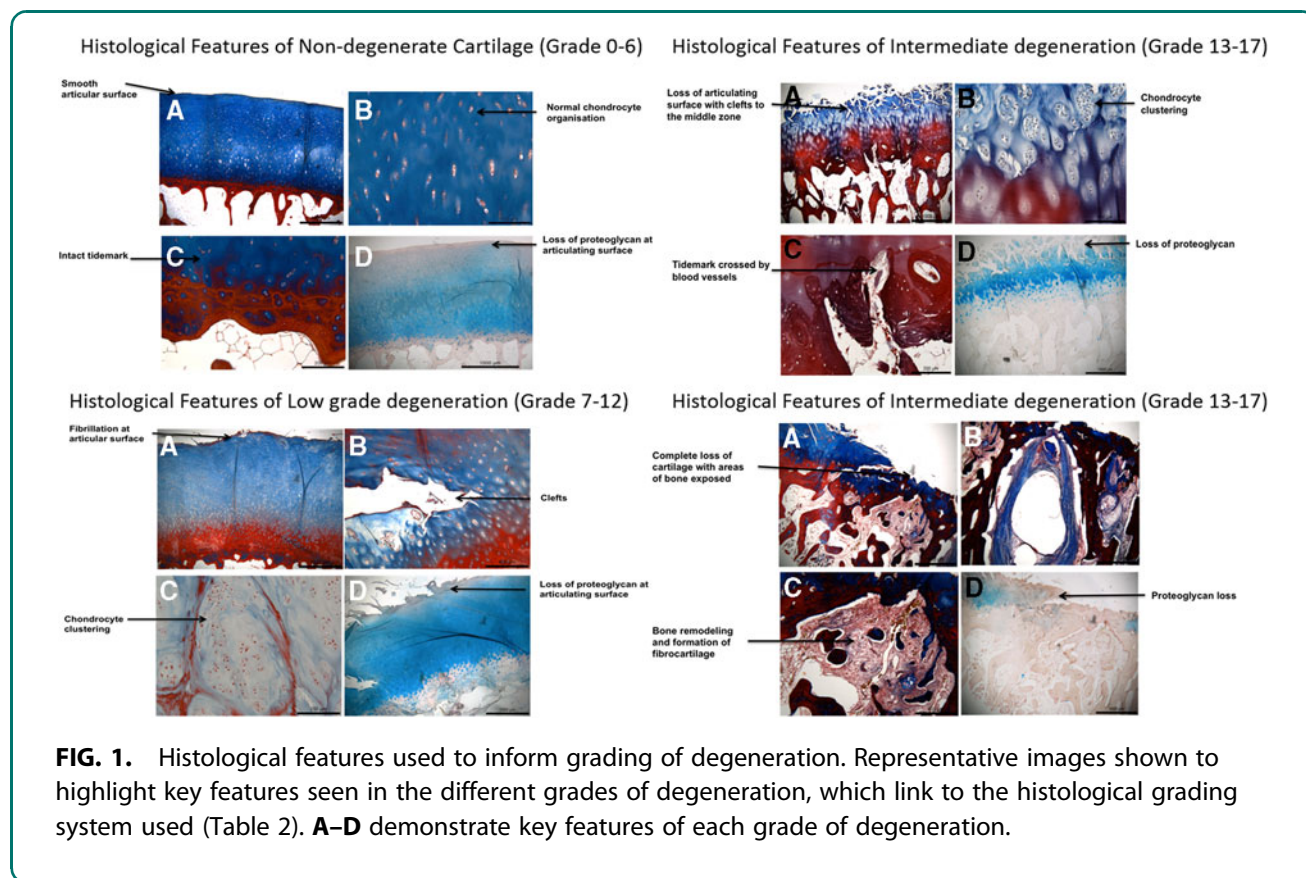 Histological Features of Non-degenerate Cartilage (Grade 0-6)
Smooth
articular surface
A
B
Normal chondrocyte
organisation
Intact tidemark
C
D
Loss of proteoglycan at
articulating surface
Histological Features of Intermediate degeneration (Grade 13-17)
Loss of articulating
surface with clefts to
the middle zone
A
B
Chondrocyte
clustering
Tidemark crossed by
blood vessels
C
D
Loss of proteoglycan
Histological Features of Low grade degeneration (Grade 7-12)
Fibrillation at
articular surface
A
B
Clefts
Chondrocyte
clustering
C
D
Loss of proteoglycan at
articulating surface
Histological Features of Intermediate degeneration (Grade 13-17)
Complete loss of
cartilage with areas
of bone exposed
A
B
Bone remodeling
and formation of
fibrocartilage
C
D
Proteoglycan loss
FIG. 1. Histological features used to inform grading of degeneration. Representative images shown to
highlight key features seen in the different grades of degeneration, which link to the histological grading
system used (Table 2). A–D demonstrate key features of each grade of degeneration.